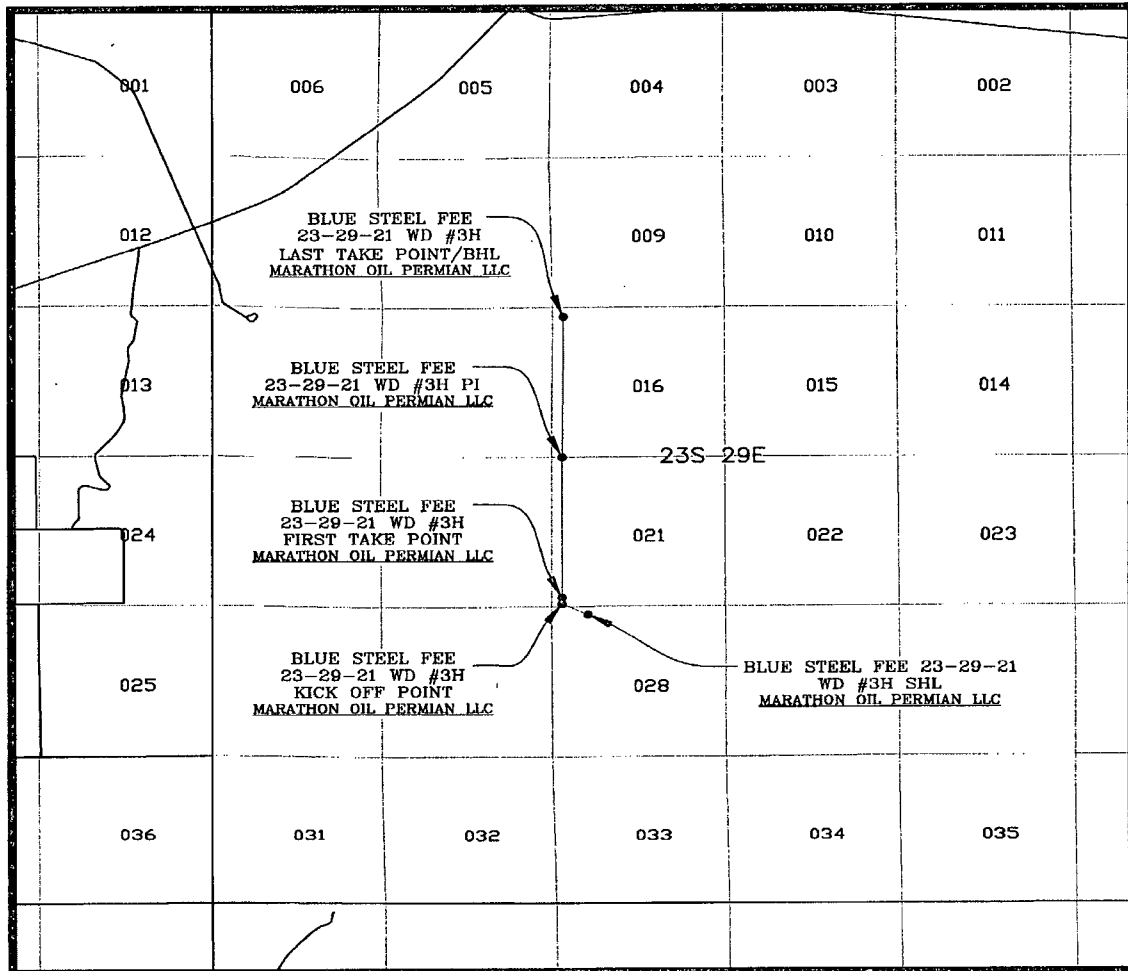 001
006
005
004
003
002
BLUE STEEL FEE
23-29-21 WD #3H
LAST TAKE POINT/BHL
MARATHON OIL PERMIAN LLC
012
009
010
011
BLUE STEEL FEE
23-29-21 WD #3H PI
MARATHON OIL PERMIAN LLC
013
016
015
014
23S 29E
BLUE STEEL FEE
23-29-21 WD #3H
FIRST TAKE POINT
MARATHON OIL PERMIAN LLC
024
021
022
023
BLUE STEEL FEE
23-29-21 WD #3H
KICK OFF POINT
MARATHON OIL PERMIAN LLC
025
028
BLUE STEEL FEE 23-29-21
WD #3H SHL
MARATHON OIL PERMIAN LLC
036
031
032
033
034
035